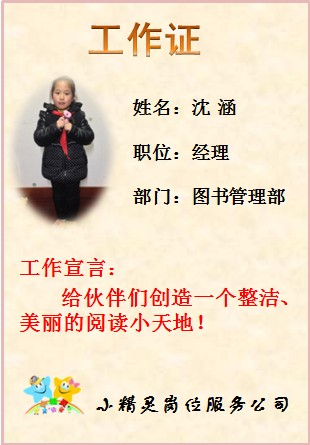 工作证
姓名：沈 涵
职位：经理
部门：图书管理部
工作宣言：
给伙伴们创造一个整洁、
美丽的阅读小天地！
小精灵岗位服务公司